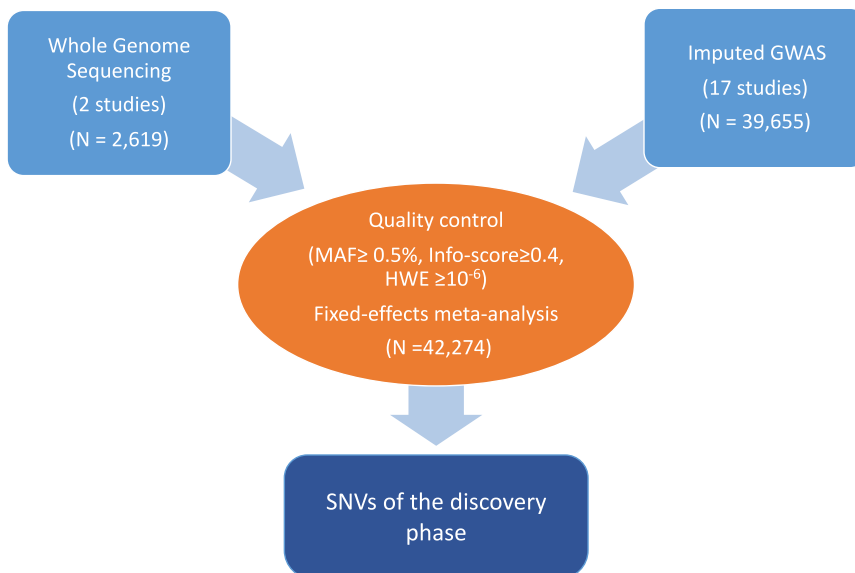 Whole Genome
Sequencing
(2 studies)
(N = 2,619)
Imputed GWAS
(17 studies)
(N = 39,655)
Quality control
(MAF≥ 0.5%, Info-score≥0.4,
HWE ≥10⁻⁶)
Fixed-effects meta-analysis
(N =42,274)
SNVs of the discovery
phase